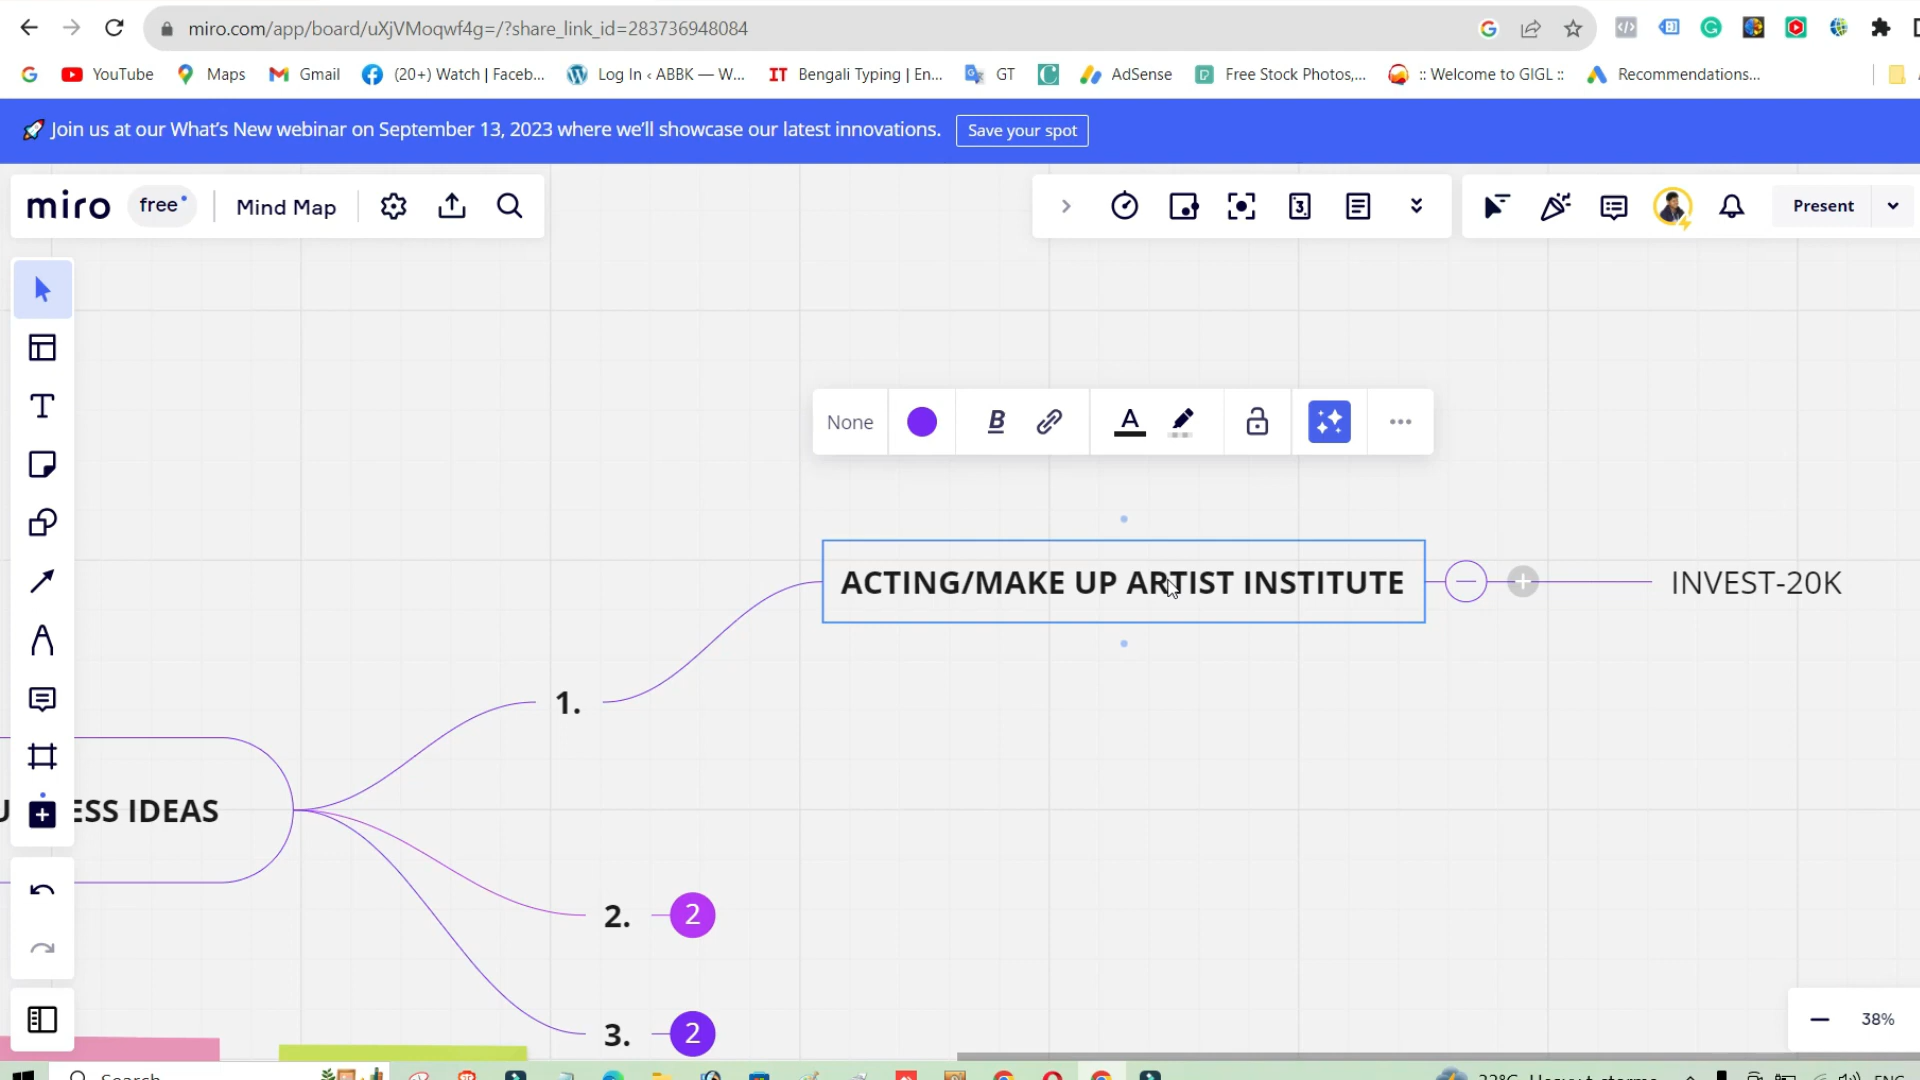 miro.com/app/board/uXjVMoqwf4g=/?share_link_id=283736948084
YouTube
Maps
Gmail
(20+) Watch | Faceb...
Log In ‹ ABBK — W...
IT Bengali Typing | En...
GT
AdSense
Free Stock Photos,...
:: Welcome to GIGL ::
Recommendations...
Join us at our What's New webinar on September 13, 2023 where we'll showcase our latest innovations.
Save your spot
miro
free
Mind Map
Present
None
ACTING/MAKE UP ARTIST INSTITUTE
INVEST-20K
1.
ESS IDEAS
2.
2
3.
2
38%
Search
ENG